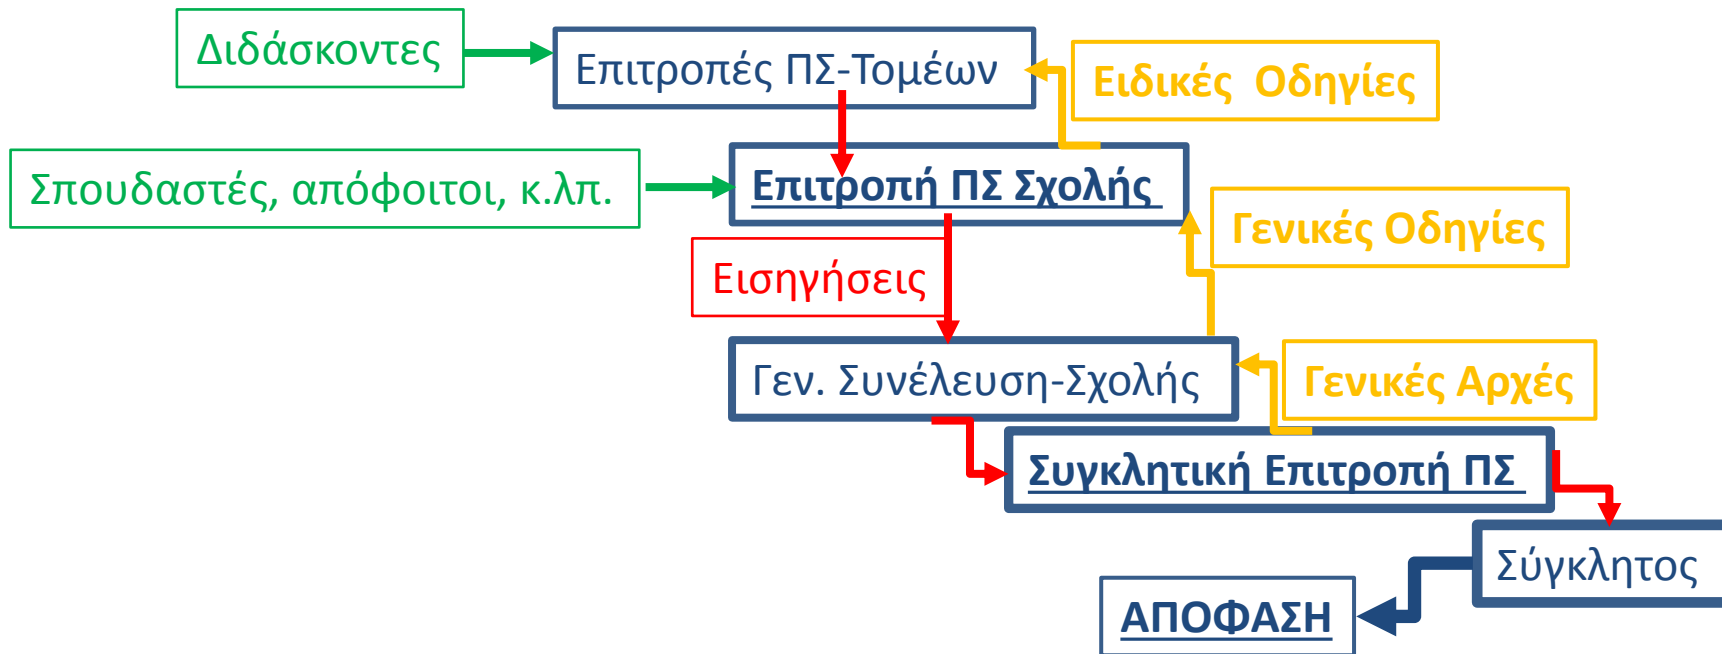 Διδάσκοντες
Επιτροπές ΠΣ-Τομέων
Ειδικές Οδηγίες
Σπουδαστές, απόφοιτοι, κ.λπ.
Επιτροπή ΠΣ Σχολής
Γενικές Οδηγίες
Εισηγήσεις
Γεν. Συνέλευση-Σχολής
Γενικές Αρχές
Συγκλητική Επιτροπή ΠΣ
Σύγκλητος
ΑΠΟΦΑΣΗ